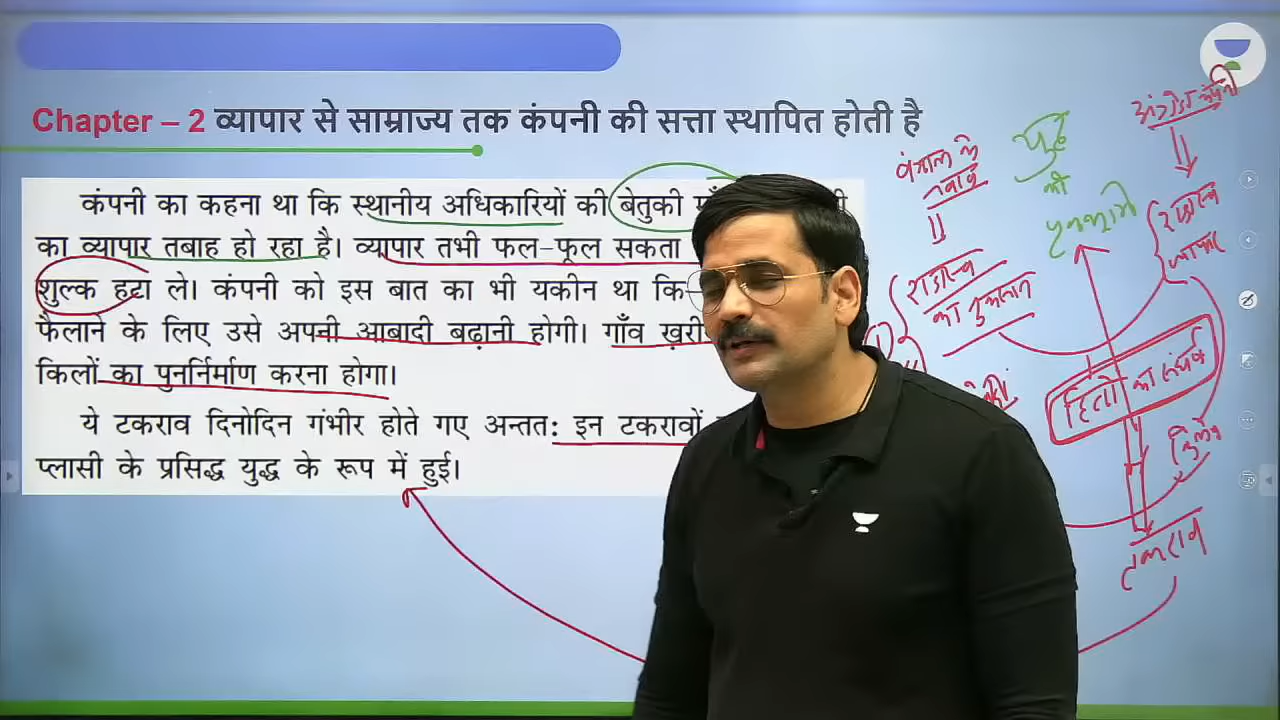 Chapter – 2 व्यापार से साम्राज्य तक कंपनी की सत्ता स्थापित होती है
कंपनी का कहना था कि स्थानीय अधिकारियों की बेतुकी
का व्यापार तबाह हो रहा है। व्यापार तभी फल-फूल सकता
शुल्क हटा ले। कंपनी को इस बात का भी यकीन था कि
फैलाने के लिए उसे अपनी आबादी बढ़ानी होगी। गाँव
किलों का पुनर्निर्माण करना होगा।
ये टकराव दिनोदिन गंभीर होते गए अन्तत: इन टकरावों
प्लासी के प्रसिद्ध युद्ध के रूप में हुई।
बंगाल के
नवाब
युद्ध
की
राजस्व
का नुकसान
हितों का संघर्ष
टकराव